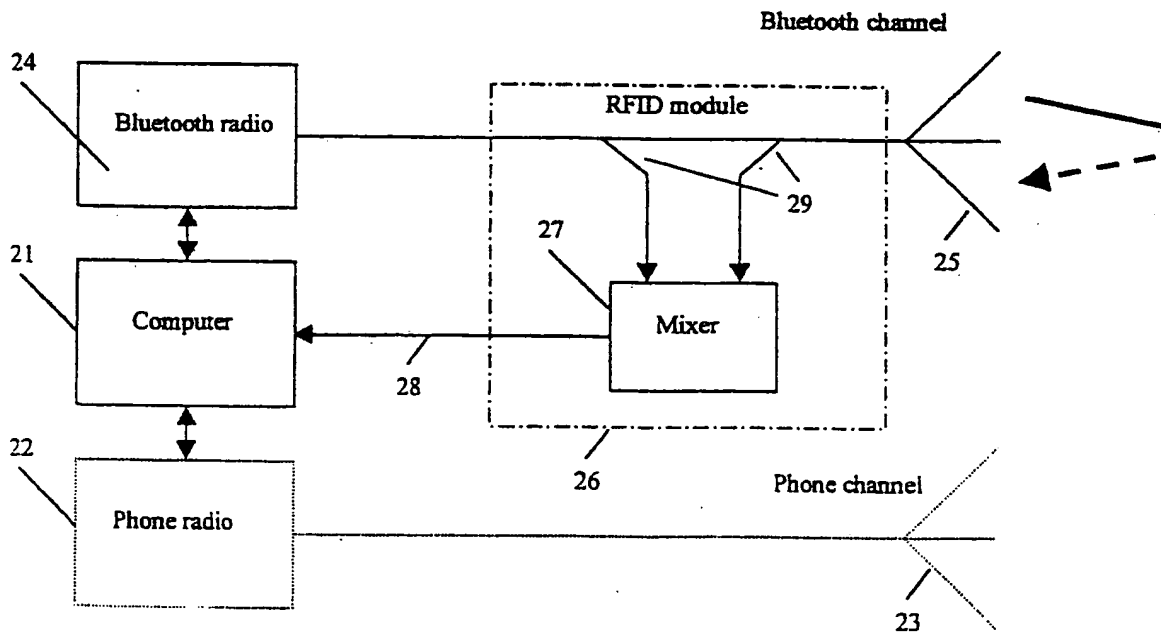 Bluetooth channel
24
Bluetooth radio
RFID module
29
27
25
21
Computer
Mixer
28
22
26
Phone channel
Phone radio
23